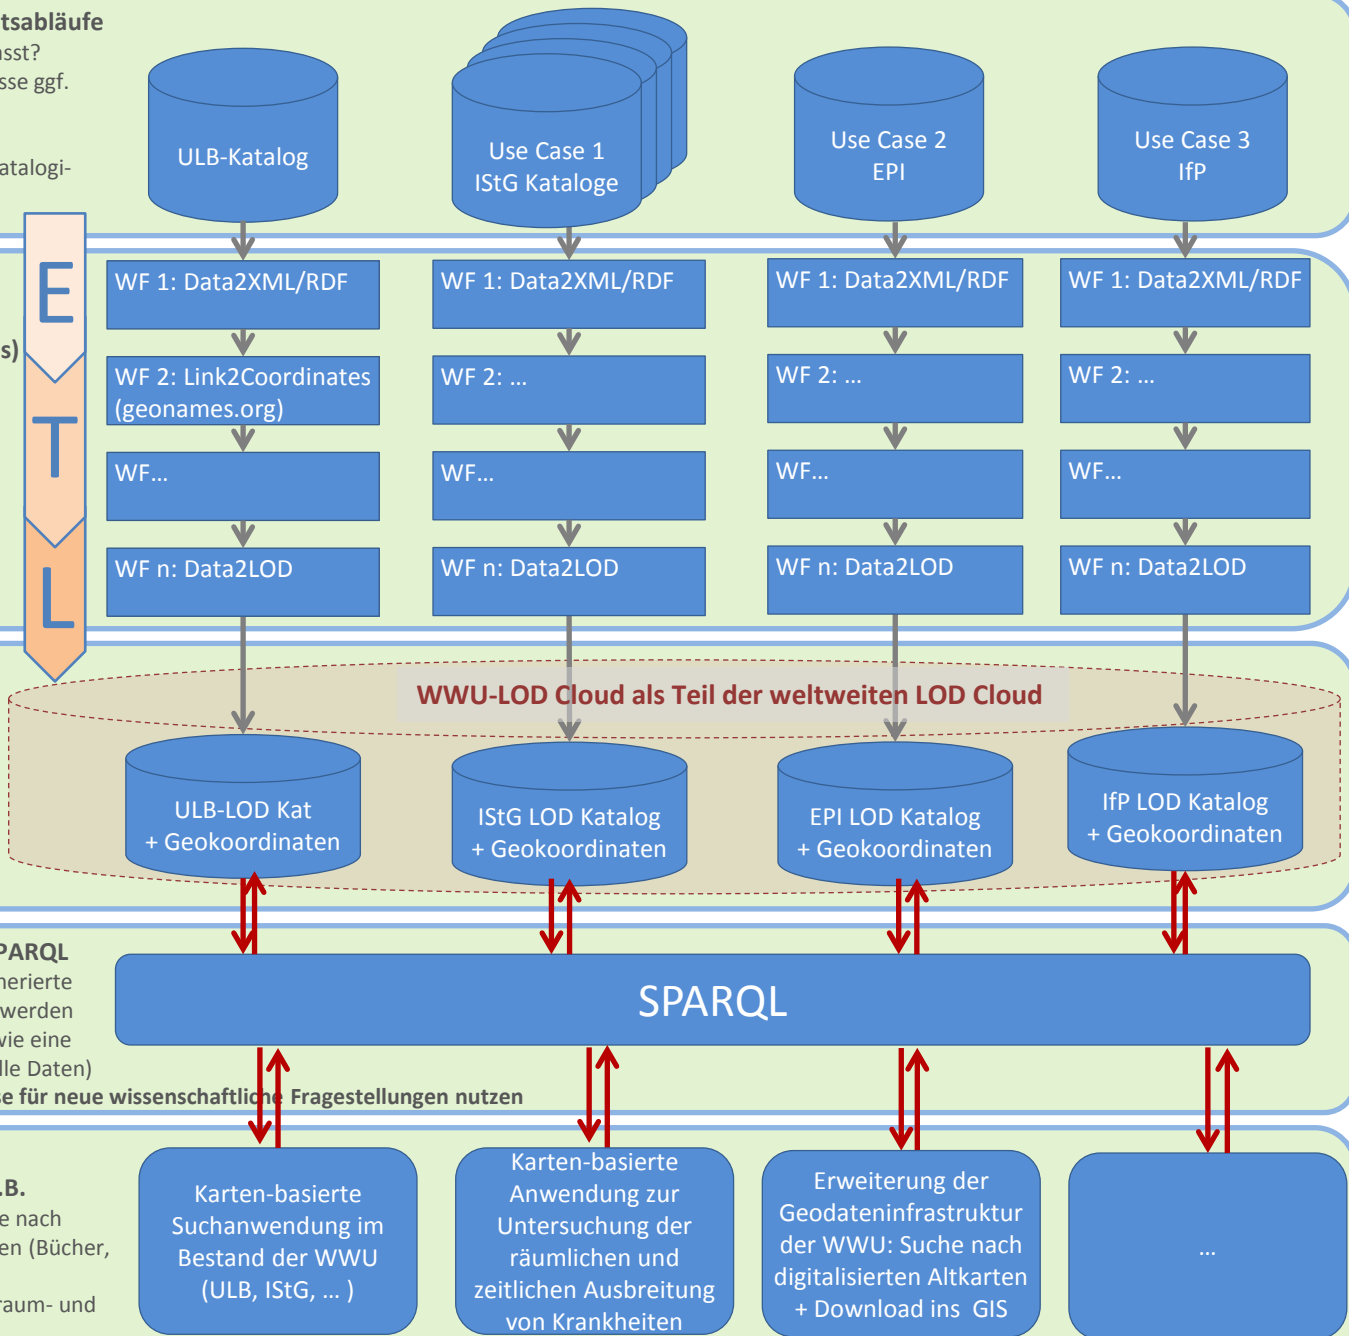 tsabläufe
asst?
sse ggf.
atalogi-
ULB-Katalog
Use Case 1
IStG Kataloge
Use Case 2
EPI
Use Case 3
IfP
E
T
L
s)
WF 1: Data2XML/RDF
WF 2: Link2Coordinates
(geonames.org)
WF...
WF n: Data2LOD
WF 1: Data2XML/RDF
WF 2: ...
WF...
WF n: Data2LOD
WF 1: Data2XML/RDF
WF 2: ...
WF...
WF n: Data2LOD
WF 1: Data2XML/RDF
WF 2: ...
WF...
WF n: Data2LOD
WWU-LOD Cloud als Teil der weltweiten LOD Cloud
ULB-LOD Kat
+ Geokoordinaten
IStG LOD Katalog
+ Geokoordinaten
EPI LOD Katalog
+ Geokoordinaten
IfP LOD Katalog
+ Geokoordinaten
PARQL
nerierte
werden
wie eine
lle Daten)
se für neue wissenschaftliche Fragestellungen nutzen
SPARQL
.B.
e nach
en (Bücher,
raum- und
Karten-basierte
Suchanwendung im
Bestand der WWU
(ULB, IStG, ... )
Karten-basierte
Anwendung zur
Untersuchung der
räumlichen und
zeitlichen Ausbreitung
von Krankheiten
Erweiterung der
Geodateninfrastruktur
der WWU: Suche nach
digitalisierten Altkarten
+ Download ins GIS
...